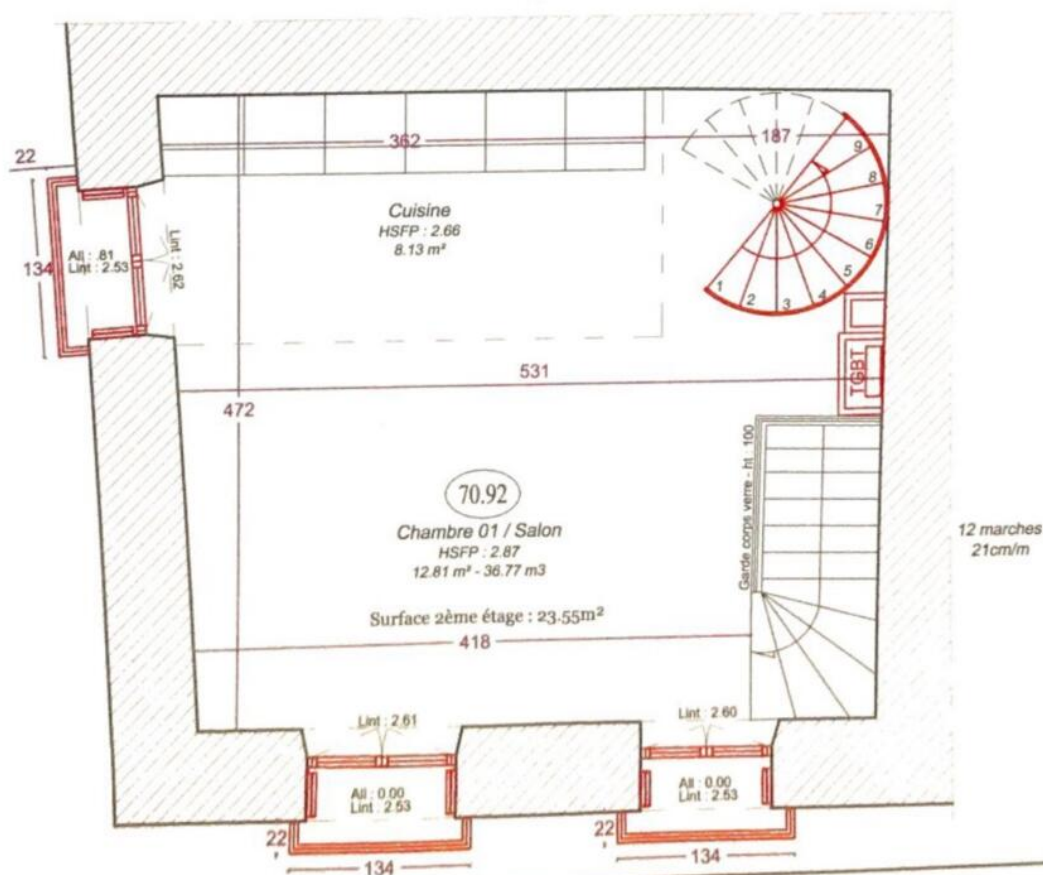 362
187
22
134
All : .81
Lint : 2.53
Lint : 2.62
Cuisine
HSFP : 2.66
8.13 m²
9
8
7
6
5
4
3
2
1
TGBT
531
472
70.92
Chambre 01 / Salon
HSFP : 2.87
12.81 m² - 36.77 m3
Surface 2ème étage : 23.55m²
418
Garde corps verre - ht : 100
12 marches
21cm/m
Lint : 2.61
Lint : 2.60
All : 0.00
Lint : 2.53
All : 0.00
Lint : 2.53
22
134
22
134